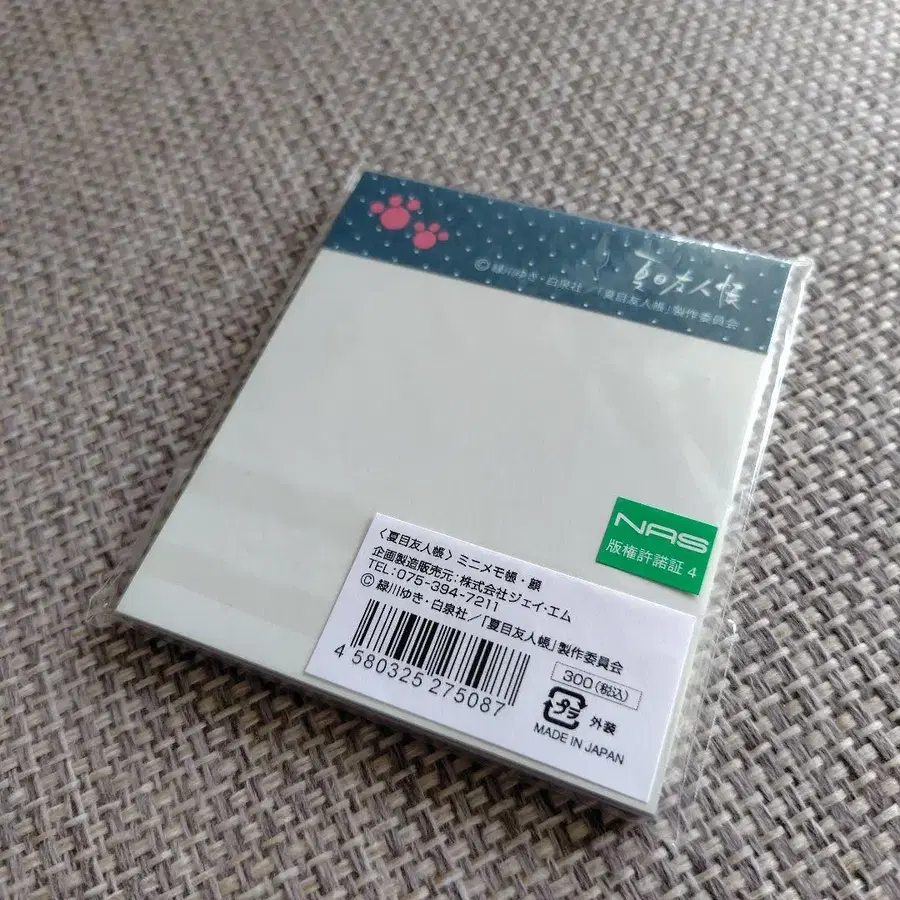 夏目友人帳
©緑川ゆき・白泉社／「夏目友人帳」製作委員会
NAS
版権許諾証 4
〈夏目友人帳〉ミニメモ帳・顔
企画製造販売元：株式会社ジェイ・エム
TEL：075-394-7211
©緑川ゆき・白泉社／「夏目友人帳」製作委員会
4 580325 275087
300(税込)
プラ
外装
MADE IN JAPAN